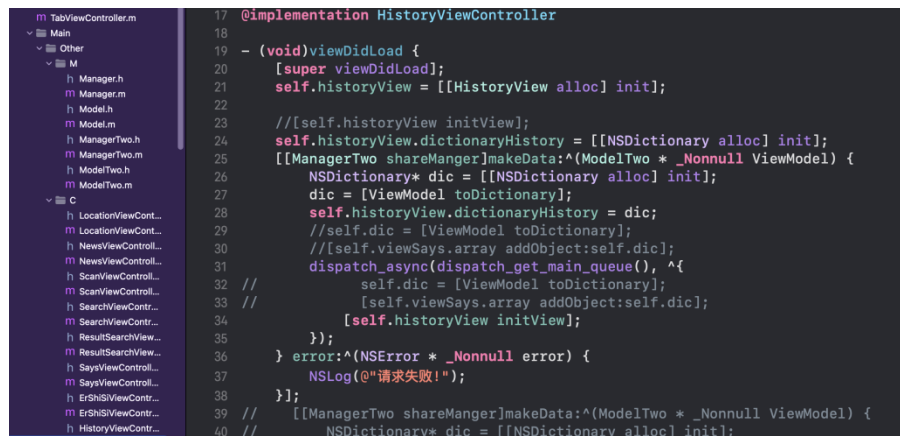 TabViewController.m
Main
Other
M
h Manager.h
m Manager.m
h Model.h
m Model.m
h ManagerTwo.h
m ManagerTwo.m
h ModelTwo.h
m ModelTwo.m
C
h LocationViewCont...
m LocationViewCont...
h NewsViewControll...
m NewsViewControll...
h ScanViewControll...
m ScanViewControll...
h SearchViewContr...
m SearchViewContr...
h ResultSearchView...
m ResultSearchView...
h SaysViewControll...
m SaysViewControll...
h ErShiSiViewContr...
m ErShiSiViewContr...
h HistoryViewContr...
17 @implementation HistoryViewController
18
19 - (void)viewDidLoad {
20 [super viewDidLoad];
21 self.historyView = [[HistoryView alloc] init];
22
23 //[self.historyView initView];
24 self.historyView.dictionaryHistory = [[NSDictionary alloc] init];
25 [[ManagerTwo shareManger]makeData:^(ModelTwo * _Nonnull ViewModel) {
26 NSDictionary* dic = [[NSDictionary alloc] init];
27 dic = [ViewModel toDictionary];
28 self.historyView.dictionaryHistory = dic;
29 //self.dic = [ViewModel toDictionary];
30 //[self.viewSays.array addObject:self.dic];
31 dispatch_async(dispatch_get_main_queue(), ^{
32 // self.dic = [ViewModel toDictionary];
33 // [self.viewSays.array addObject:self.dic];
34 [self.historyView initView];
35 });
36 } error:^(NSError * _Nonnull error) {
37 NSLog(@"请求失败!");
38 }];
39 // [[ManagerTwo shareManger]makeData:^(ModelTwo * _Nonnull ViewModel) {
40 // NSDictionary* dic = [[NSDictionary alloc] init];